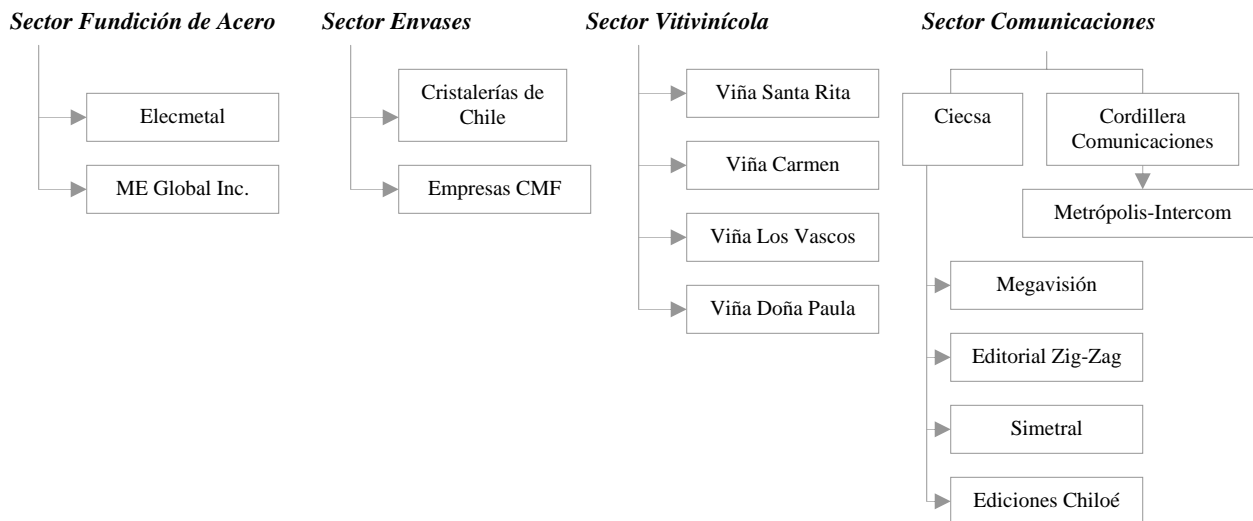 Sector Fundición de Acero
Elecmetal
ME Global Inc.
Sector Envases
Cristalerías de
Chile
Empresas CMF
Sector Vitivinícola
Viña Santa Rita
Viña Carmen
Viña Los Vascos
Viña Doña Paula
Sector Comunicaciones
Ciecsa
Cordillera
Comunicaciones
Metrópolis-Intercom
Megavisión
Editorial Zig-Zag
Simetral
Ediciones Chiloé